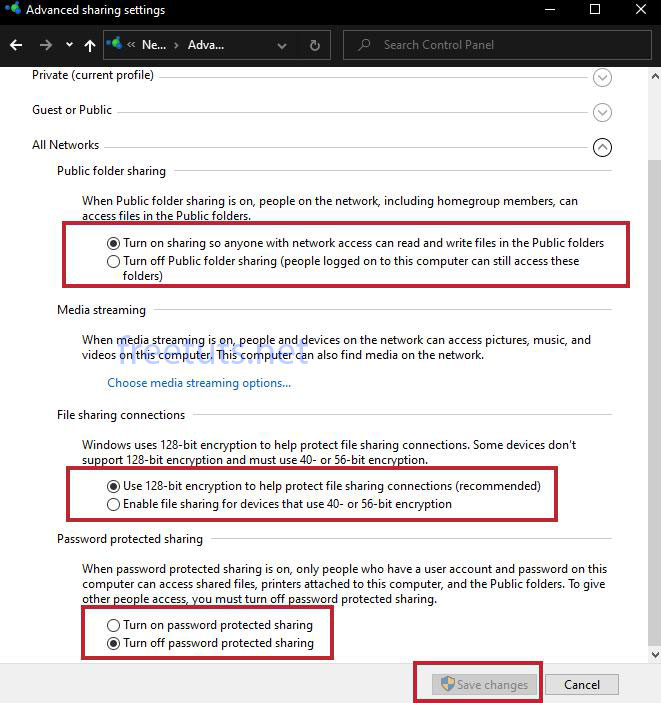 Advanced sharing settings
« Ne... › Adva...
Search Control Panel
Private (current profile)
Guest or Public
All Networks
Public folder sharing
When Public folder sharing is on, people on the network, including homegroup members, can
access files in the Public folders.
Turn on sharing so anyone with network access can read and write files in the Public folders
Turn off Public folder sharing (people logged on to this computer can still access these
folders)
Media streaming
When media streaming is on, people and devices on the network can access pictures, music, and
videos on this computer. This computer can also find media on the network.
freetuts.net
Choose media streaming options...
File sharing connections
Windows uses 128-bit encryption to help protect file sharing connections. Some devices don't
support 128-bit encryption and must use 40- or 56-bit encryption.
Use 128-bit encryption to help protect file sharing connections (recommended)
Enable file sharing for devices that use 40- or 56-bit encryption
Password protected sharing
When password protected sharing is on, only people who have a user account and password on this
computer can access shared files, printers attached to this computer, and the Public folders. To give
other people access, you must turn off password protected sharing.
Turn on password protected sharing
Turn off password protected sharing
Save changes
Cancel